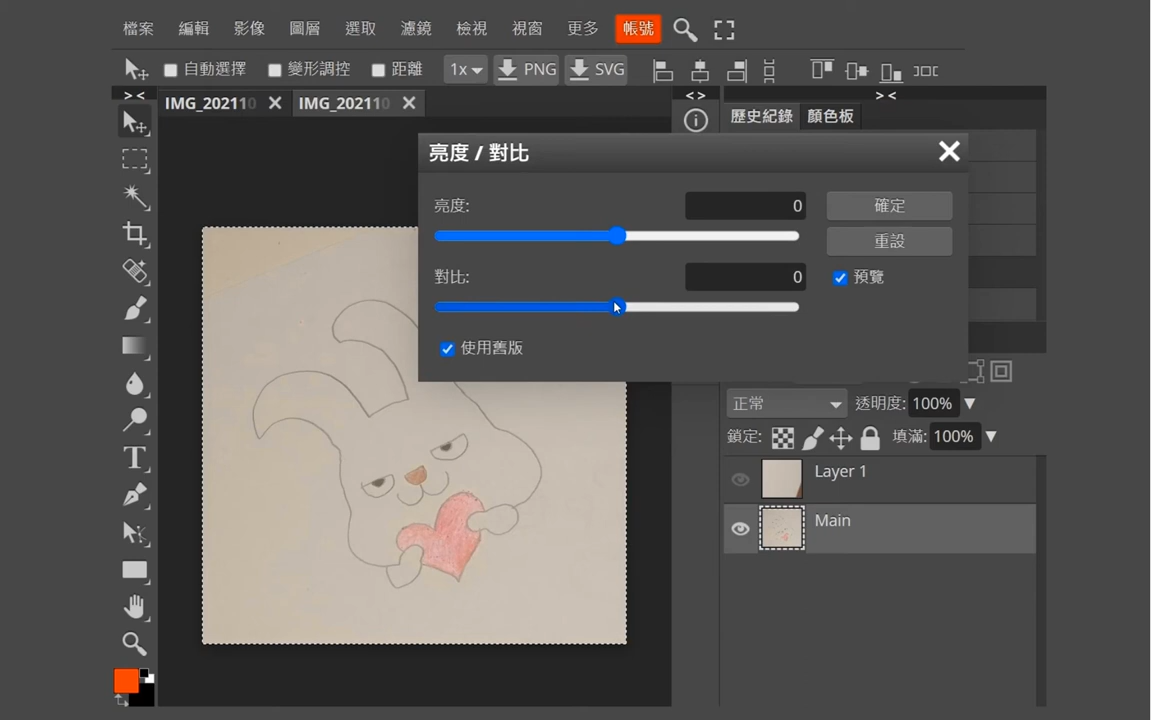 檔案 編輯 影像 圖層 選取 濾鏡 檢視 視窗 更多 帳號
自動選擇 變形調控 距離 1x PNG SVG
> < < > > <
IMG_202110 IMG_202110
歷史紀錄 顏色板
亮度 / 對比
亮度: 0 確定
重設
對比: 0 預覽
使用舊版
正常 透明度: 100%
鎖定: 填滿: 100%
Layer 1
Main